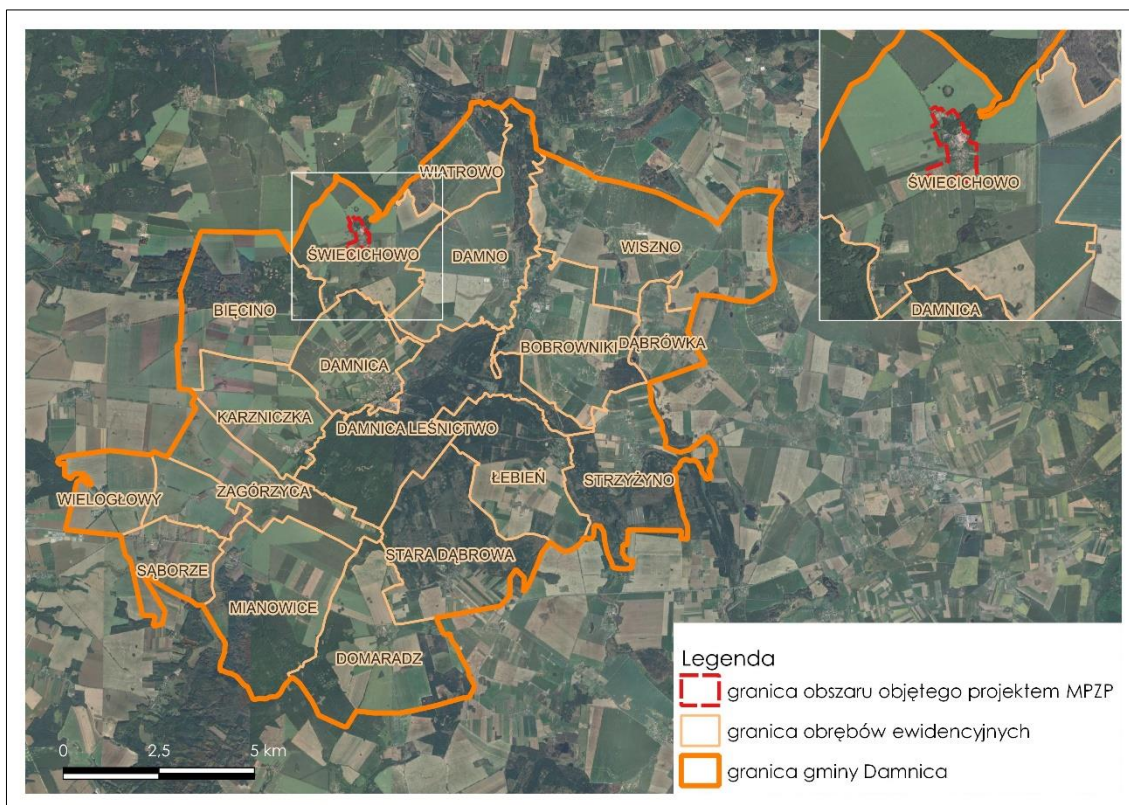 WIATROWO
ŚWIECICHOWO
DAMNO
WISZNO
BIĘCINO
DAMNICA
BOBROWNIKI
DĄBRÓWKA
KARZNICZKA
DAMNICA LEŚNICTWO
ŁEBIEŃ
STRZYŻYNO
WIELOGŁOWY
ZAGÓRZYCA
STARA DĄBROWA
SĄBORZE
MIANOWICE
DOMARADZ
ŚWIECICHOWO
DAMNICA
Legenda
granica obszaru objętego projektem MPZP
granica obrębów ewidencyjnych
granica gminy Damnica
0 2,5 5 km